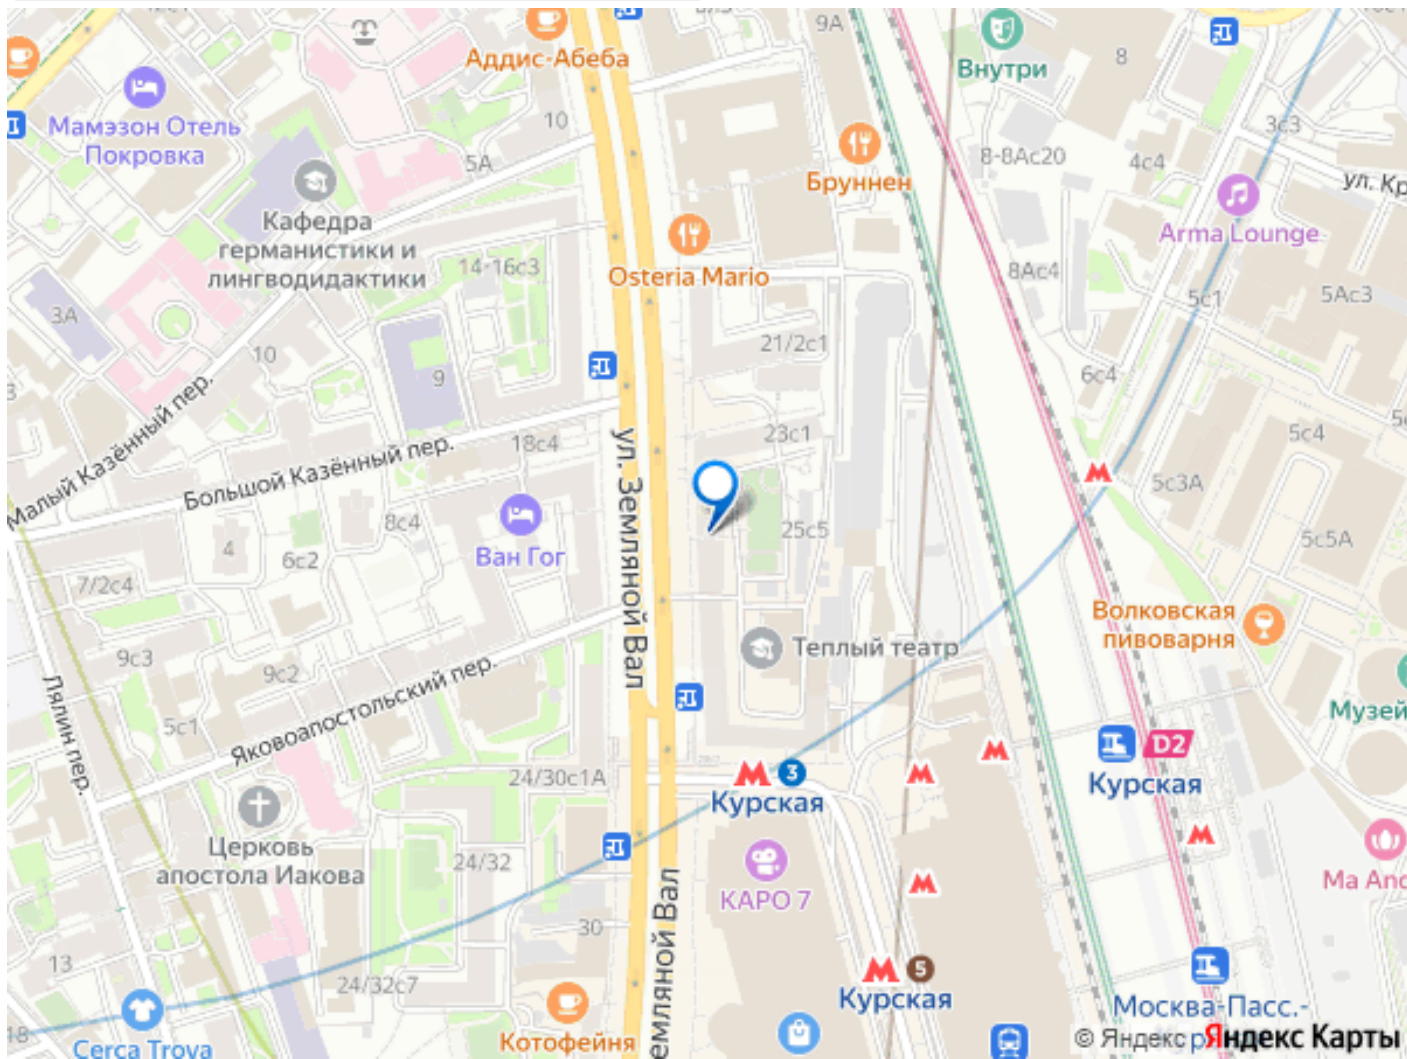 Аддис-Абеба
9А
Внутри
8
Мамэзон Отель
Покровка
10
5А
Бруннен
8-8Ас20
3с3
4с4
ул. Кр
Кафедра
германистики и
лингводидактики
14-16с3
Osteria Mario
Arma Lounge
8Ас4
5с1
5Ас3
3А
10
9
21/2с1
6с4
Малый Казённый пер.
Большой Казённый пер.
18с4
23с1
5с4
ул. Земляной Вал
5с3А
8с4
4
6с2
Ван Гог
25с5
5с5А
7/2с4
Волковская
пивоварня
9с3
9с2
Теплый театр
Лялин пер.
Яковоапостольский пер.
5с1
Музей
D2
Курская
24/30с1А
3
Курская
Церковь
апостола Иакова
24/32
КАРО 7
Ma Anc
Земляной Вал
30
13
24/32с7
5
Курская
Москва-Пасс.-
18
Cerca Trova
Котофейня
© Яндекс
Яндекс Карты